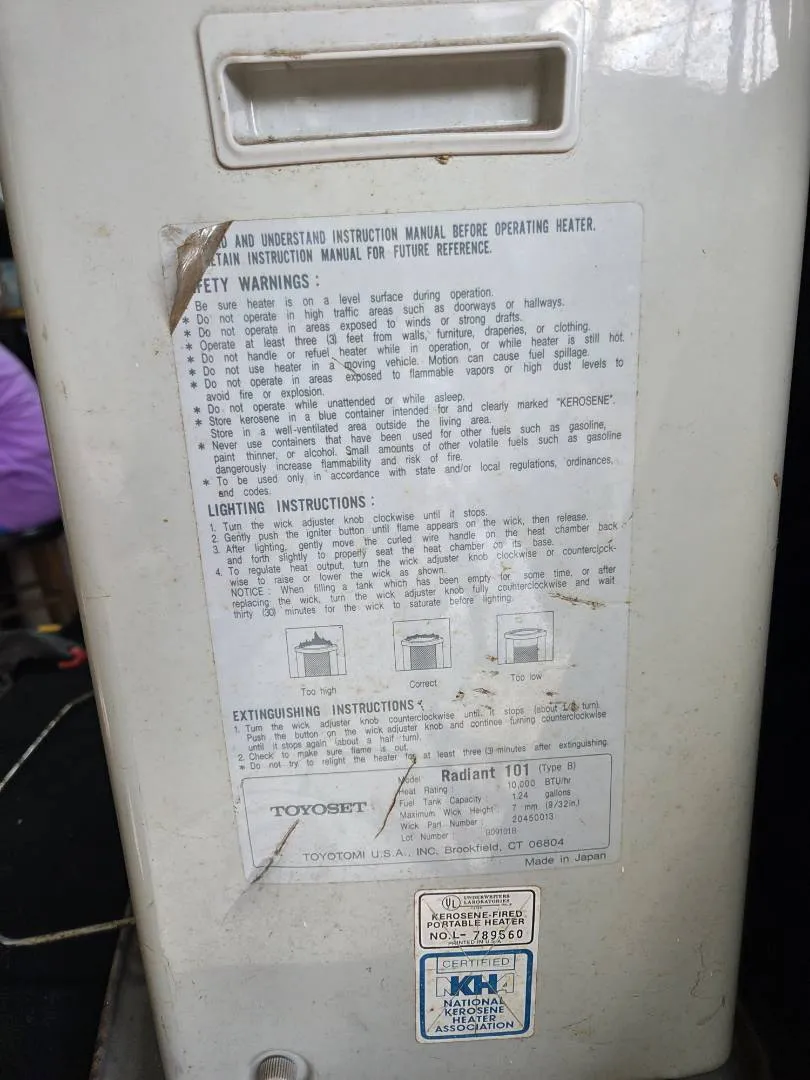 AND UNDERSTAND INSTRUCTION MANUAL BEFORE OPERATING HEATER.
ETAIN INSTRUCTION MANUAL FOR FUTURE REFERENCE.
FETY WARNINGS :
Be sure heater is on a level surface during operation.
* Do not operate in high traffic areas such as doorways or hallways.
* Do not operate in areas exposed to winds or strong drafts.
* Operate at least three (3) feet from walls, furniture, draperies, or clothing.
* Do not handle or refuel heater while in operation, or while heater is still hot.
* Do not use heater in a moving vehicle. Motion can cause fuel spillage.
* Do not operate in areas exposed to flammable vapors or high dust levels to
avoid fire or explosion.
* Do not operate while unattended or while asleep.
* Store kerosene in a blue container intended for and clearly marked "KEROSENE".
Store in a well-ventilated area outside the living area.
* Never use containers that have been used for other fuels such as gasoline,
paint thinner, or alcohol. Small amounts of other volatile fuels such as gasoline
dangerously increase flammability and risk of fire.
* To be used only in accordance with state and/or local regulations, ordinances,
and codes.
LIGHTING INSTRUCTIONS :
1. Turn the wick adjuster knob clockwise until it stops.
2. Gently push the igniter button until flame appears on the wick, then release.
3. After lighting, gently move the curled wire handle on the heat chamber back
and forth slightly to properly seat the heat chamber on its base.
4. To regulate heat output, turn the wick adjuster knob clockwise or counterclock-
wise to raise or lower the wick as shown.
NOTICE : When filling a tank which has been empty for some time, or after
replacing the wick, turn the wick adjuster knob fully counterclockwise and wait
thirty (30) minutes for the wick to saturate before lighting.
Too high Correct Too low
EXTINGUISHING INSTRUCTIONS :
1. Turn the wick adjuster knob counterclockwise until it stops (about 1/3 turn).
Push the button on the wick adjuster knob and continue turning counterclockwise
until it stops again (about a half turn).
2. Check to make sure flame is out.
* Do not try to relight the heater for at least three (3) minutes after extinguishing.
TOYOSET
Model : Radiant 101 (Type B)
Heat Rating : 10,000 BTU/hr
Fuel Tank Capacity : 1.24 gallons
Maximum Wick Height : 7 mm (9/32in.)
Wick Part Number : 20450013
Lot Number : 909101B
TOYOTOMI U.S.A., INC. Brookfield, CT 06804
Made in Japan
UL UNDERWRITERS
LABORATORIES
KEROSENE-FIRED
PORTABLE HEATER
NO.L- 789560
PRINTED IN U.S.A
CERTIFIED
NKHA
NATIONAL
KEROSENE
HEATER
ASSOCIATION